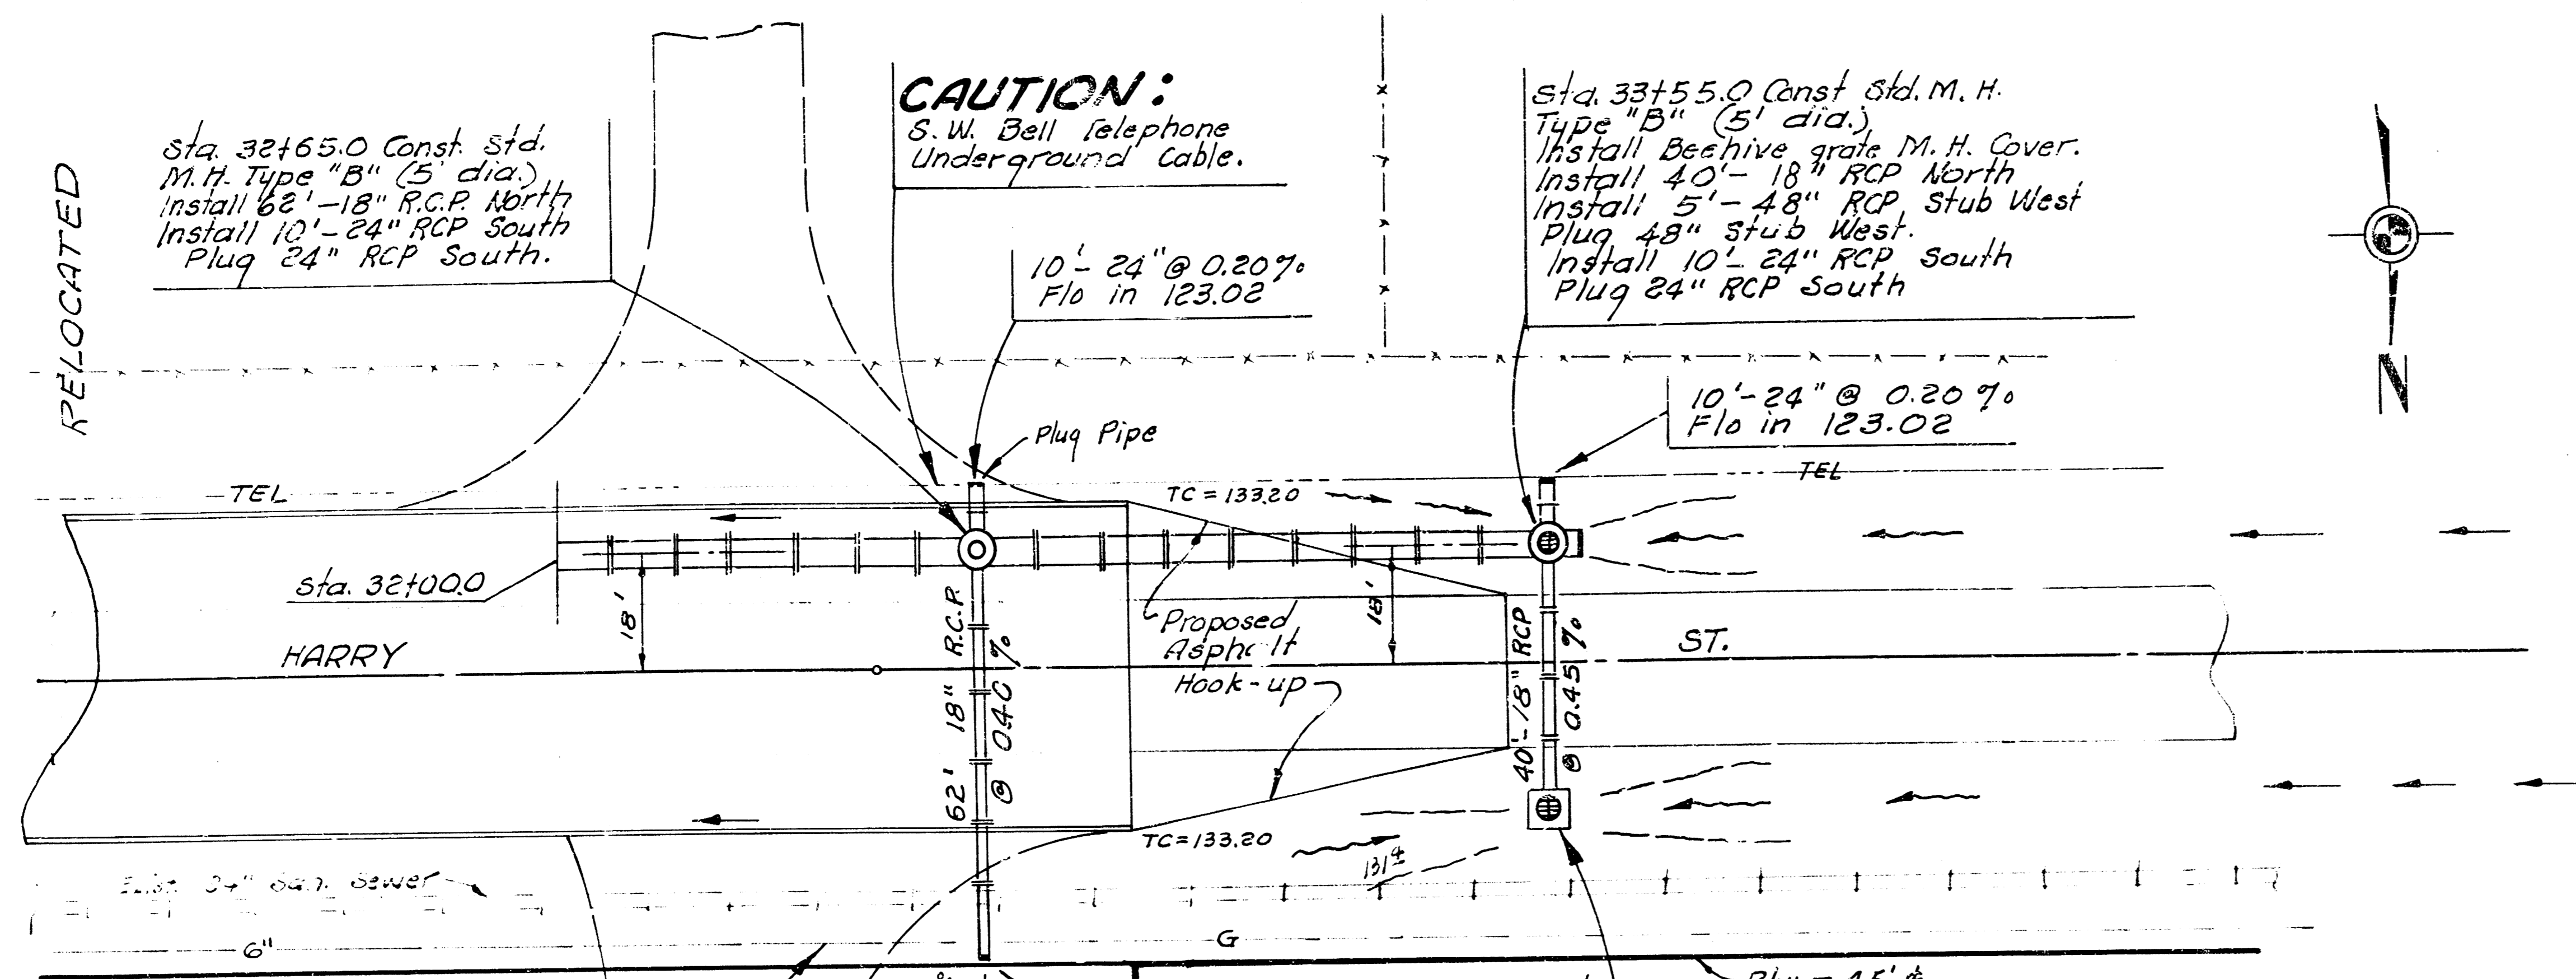 RELOCATED
Sta. 32+65.0 Const. Std.
M.H. Type "B" (5' dia.)
Install 62'-18" R.C.P. North
Install 10'-24" RCP South
Plug 24" RCP South.
CAUTION:
S.W. Bell Telephone
Underground Cable.
10'-24" @ 0.20%
Flo in 123.02
Sta. 33+55.0 Const Std. M. H.
Type "B" (5' dia.)
Install Beehive grate M. H. Cover.
Install 40'-18" RCP North
Install 5'-48" RCP Stub West
Plug 48" Stub West.
Install 10'-24" RCP South
Plug 24" RCP South
N
10'-24" @ 0.20%
Flo in 123.02
Plug Pipe
TEL
TC = 133.20
TEL
Sta. 32+00.0
18'
HARRY
62' 18" R.C.P.
@ 0.40%
Proposed
Asphalt
Hook-up
18'
40'-18" RCP
@ 0.45%
ST.
TC=133.20
131±
Exist. 34" San. Sewer
6"
G